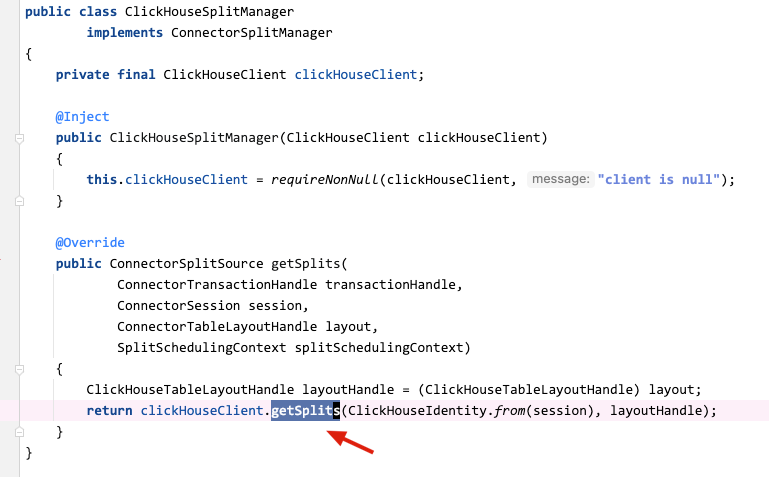 public class ClickHouseSplitManager
        implements ConnectorSplitManager
{
    private final ClickHouseClient clickHouseClient;

    @Inject
    public ClickHouseSplitManager(ClickHouseClient clickHouseClient)
    {
        this.clickHouseClient = requireNonNull(clickHouseClient, message: "client is null");
    }

    @Override
    public ConnectorSplitSource getSplits(
            ConnectorTransactionHandle transactionHandle,
            ConnectorSession session,
            ConnectorTableLayoutHandle layout,
            SplitSchedulingContext splitSchedulingContext)
    {
        ClickHouseTableLayoutHandle layoutHandle = (ClickHouseTableLayoutHandle) layout;
        return clickHouseClient.getSplits(ClickHouseIdentity.from(session), layoutHandle);
    }
}